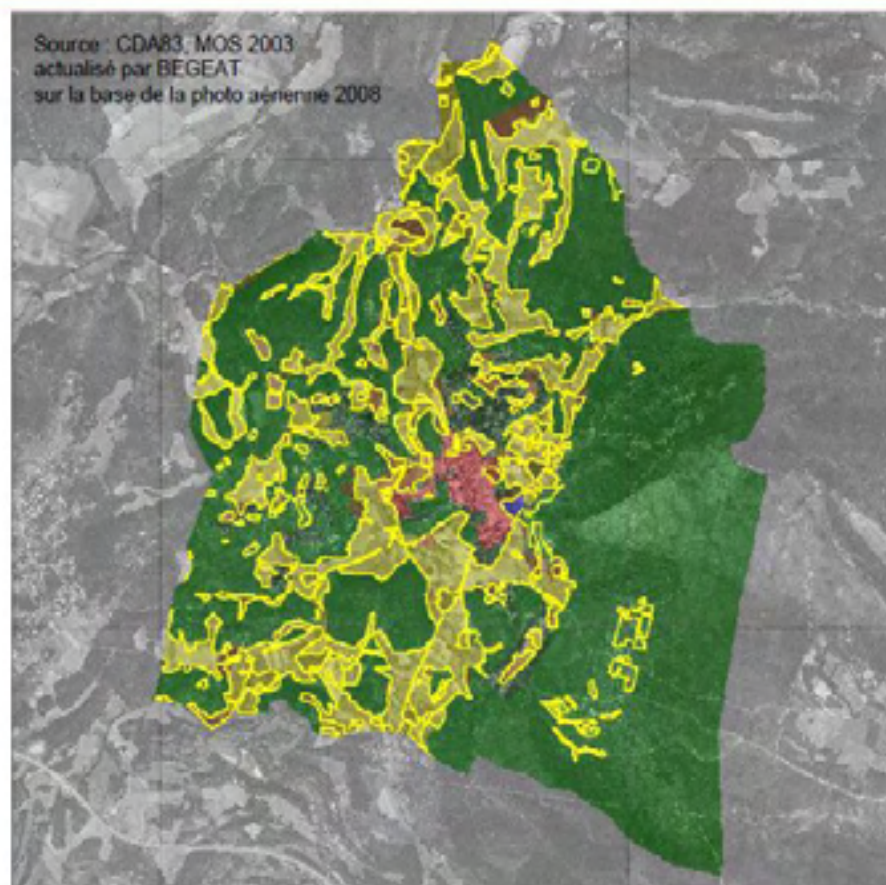 Source : CDA83, MOS 2003
actualisé par BEGEAT
sur la base de la photo aérienne 2008